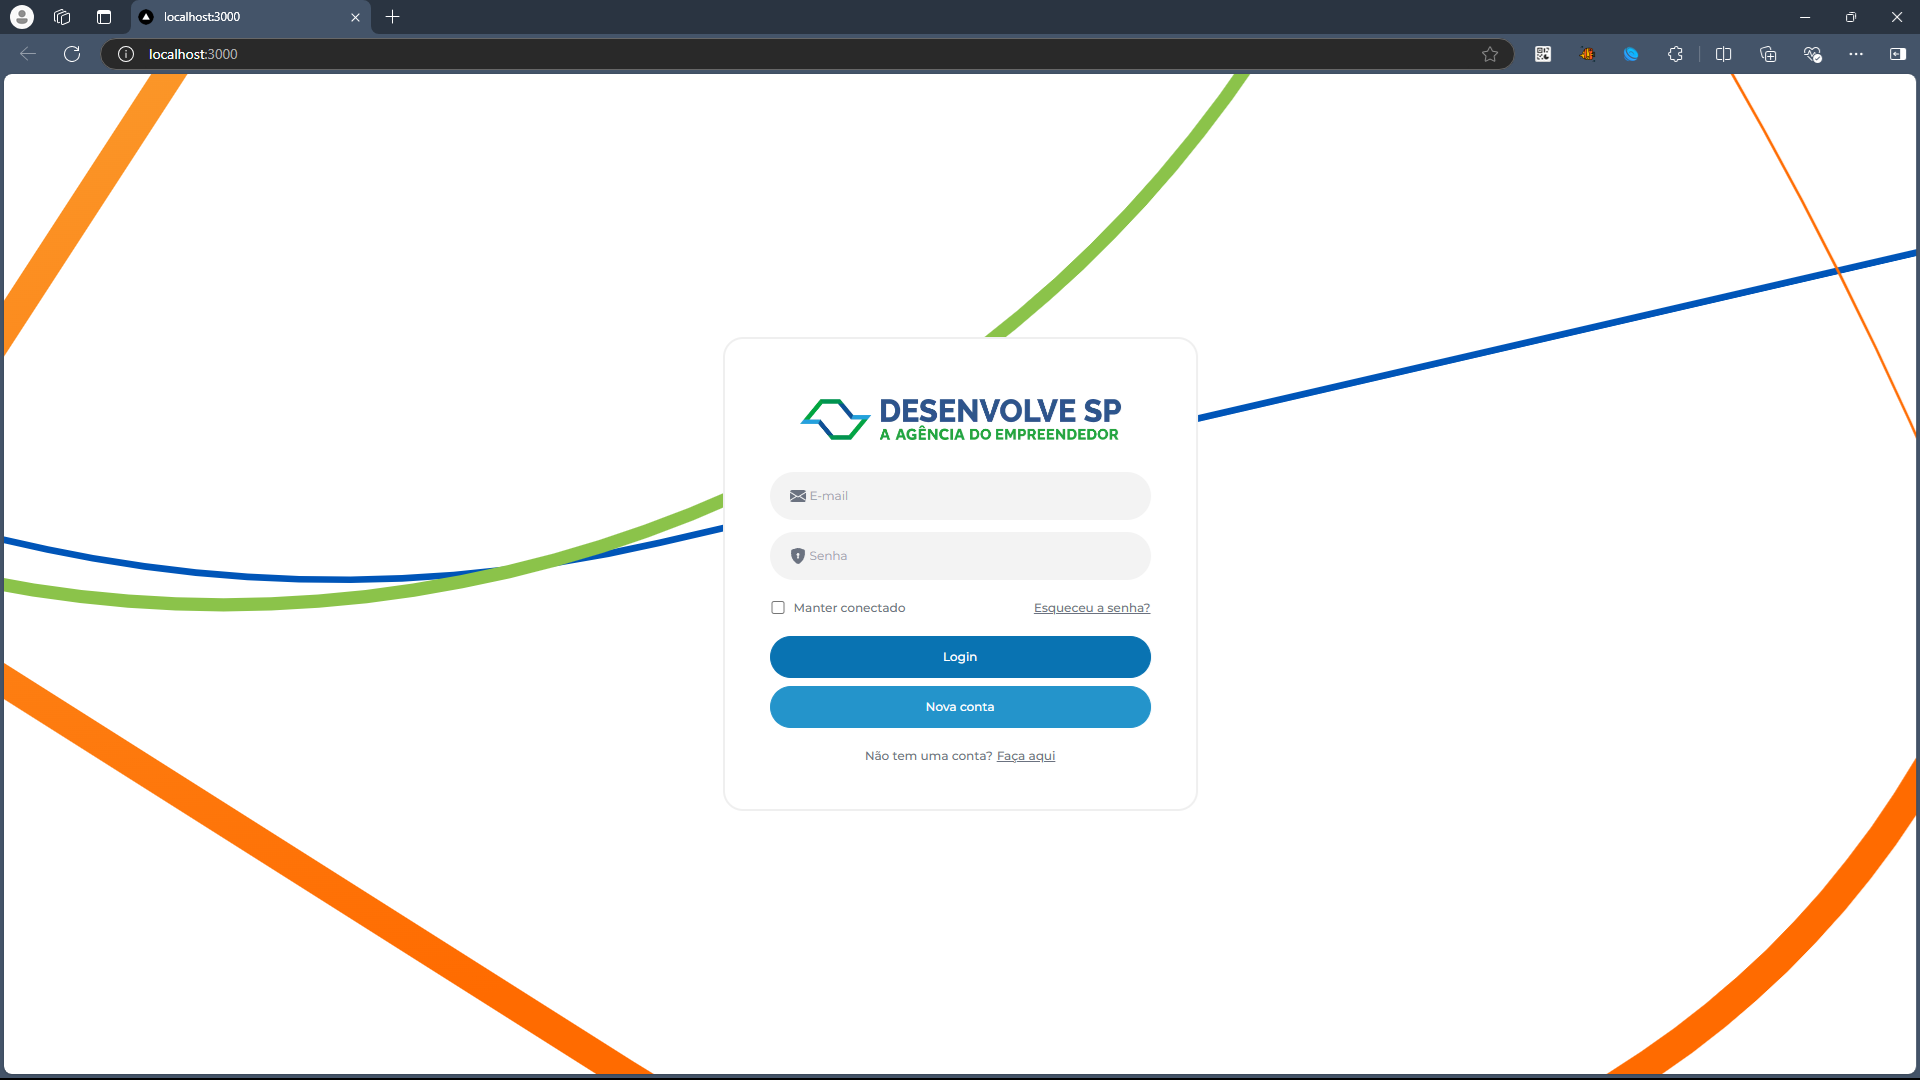 localhost:3000
localhost:3000
DESENVOLVE SP
A AGÊNCIA DO EMPREENDEDOR
E-mail
Senha
Manter conectado
Esqueceu a senha?
Login
Nova conta
Não tem uma conta? Faça aqui